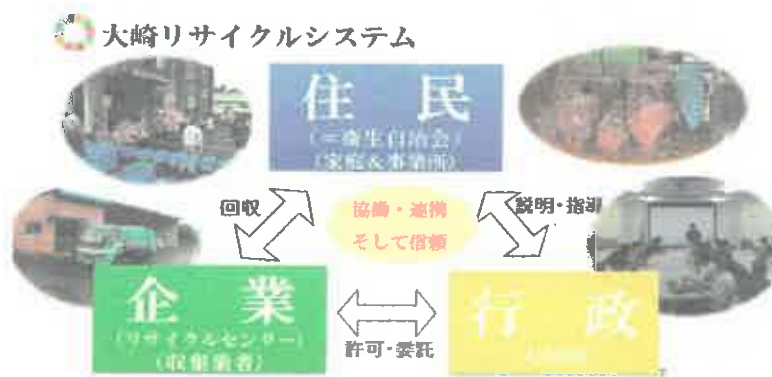 大崎リサイクルシステム
住 民
(=衛生自治会)
(家庭&事業所)
回収
協働・連携
そして信頼
説明・指導
企 業
(リサイクルセンター)
(収集業者)
許可・委託
行 政